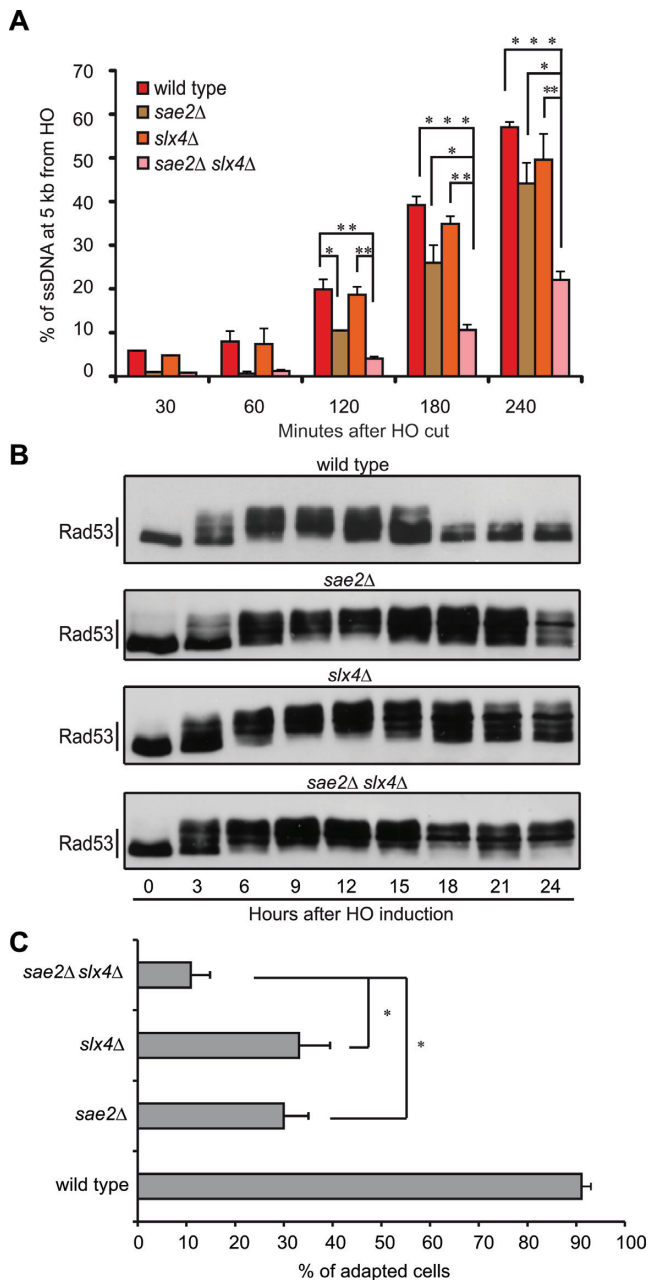 A
% of ssDNA at 5 kb from HO
70
60
50
40
30
20
10
0
wild type
sae2Δ
slx4Δ
sae2Δ slx4Δ
* * *
*
**
* * *
*
**
**
*
**
30 60 120 180 240
Minutes after HO cut
B
wild type
Rad53
sae2Δ
Rad53
slx4Δ
Rad53
sae2Δ slx4Δ
Rad53
0 3 6 9 12 15 18 21 24
Hours after HO induction
C
sae2Δ slx4Δ
slx4Δ
sae2Δ
wild type
*
*
0 10 20 30 40 50 60 70 80 90 100
% of adapted cells